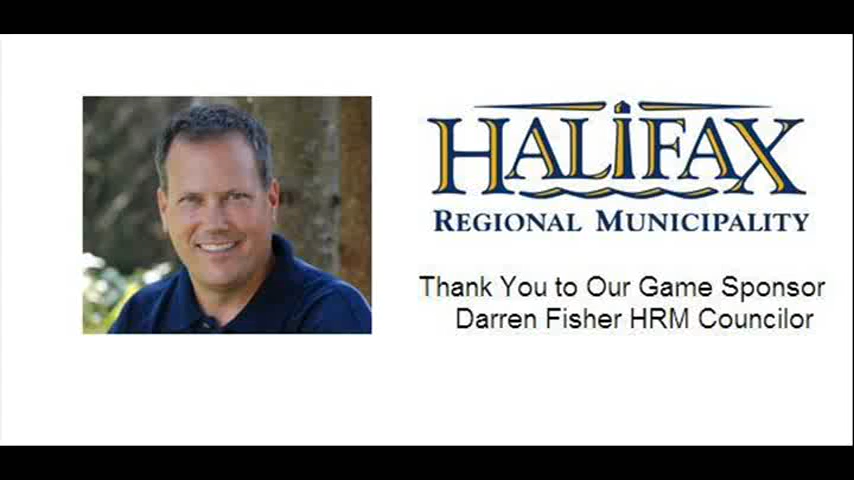 HALIFAX
REGIONAL MUNICIPALITY
Thank You to Our Game Sponsor
Darren Fisher HRM Councilor